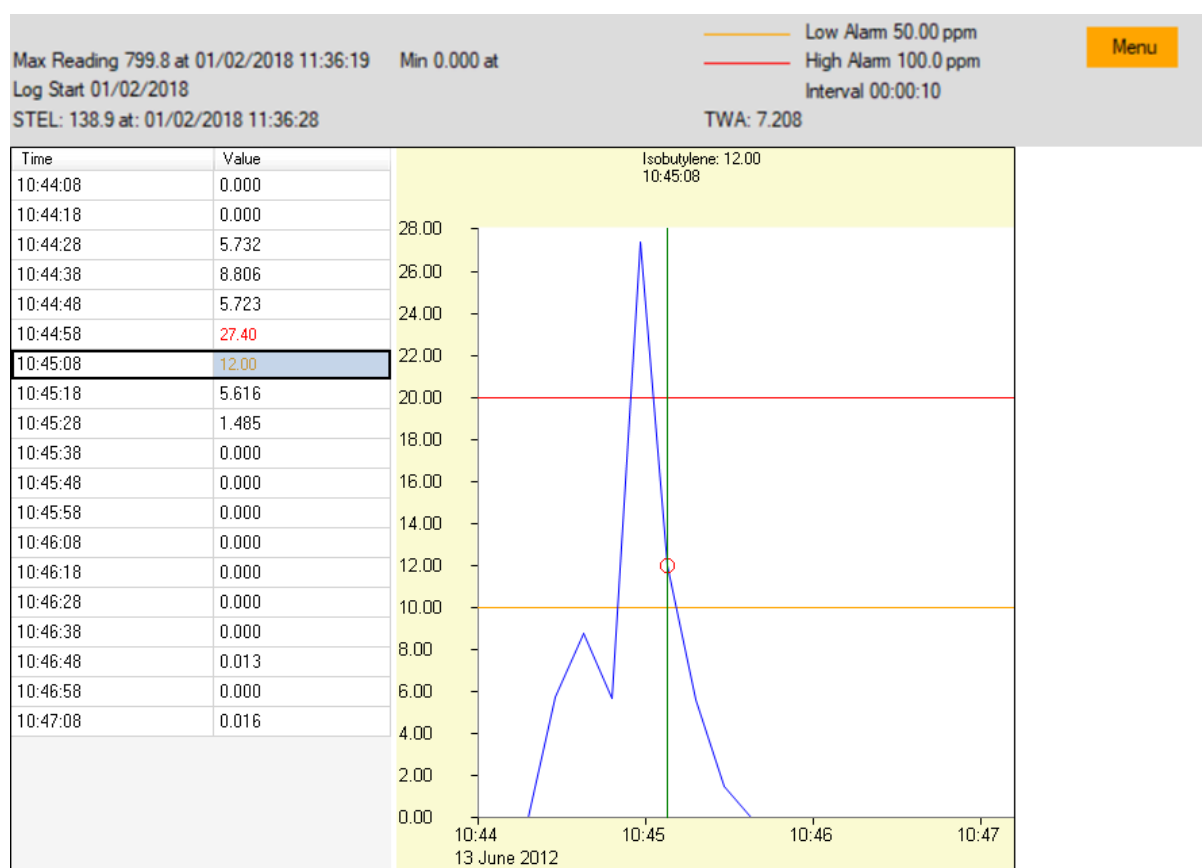 Max Reading 799.8 at 01/02/2018 11:36:19 Min 0.000 at
Log Start 01/02/2018
STEL: 138.9 at: 01/02/2018 11:36:28
Low Alarm 50.00 ppm
High Alarm 100.0 ppm
Interval 00:00:10
TWA: 7.208
Menu
Time Value
10:44:08 0.000
10:44:18 0.000
10:44:28 5.732
10:44:38 8.806
10:44:48 5.723
10:44:58 27.40
10:45:08 12.00
10:45:18 5.616
10:45:28 1.485
10:45:38 0.000
10:45:48 0.000
10:45:58 0.000
10:46:08 0.000
10:46:18 0.000
10:46:28 0.000
10:46:38 0.000
10:46:48 0.013
10:46:58 0.000
10:47:08 0.016
Isobutylene: 12.00
10:45:08
28.00
26.00
24.00
22.00
20.00
18.00
16.00
14.00
12.00
10.00
8.00
6.00
4.00
2.00
0.00
10:44 10:45 10:46 10:47
13 June 2012